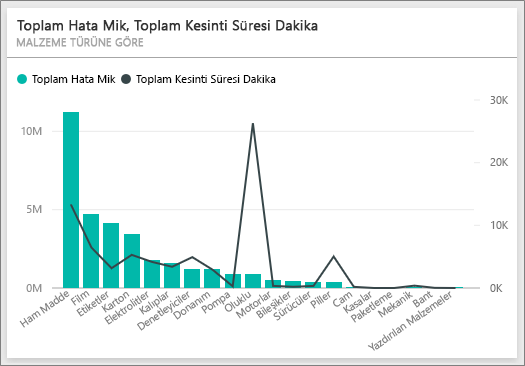 Toplam Hata Mik, Toplam Kesinti Süresi Dakika
MALZEME TÜRÜNE GÖRE
Toplam Hata Mik
Toplam Kesinti Süresi Dakika
10M
5M
0M
30K
20K
10K
0K
Ham Madde
Film
Etiketler
Karton
Elektrolitler
Kalıplar
Denetleyiciler
Donanım
Pompa
Oluklu
Motorlar
Bileşikler
Sürücüler
Piller
Cam
Kasalar
Paketleme
Mekanik
Bant
Yazdırılan Malzemeler